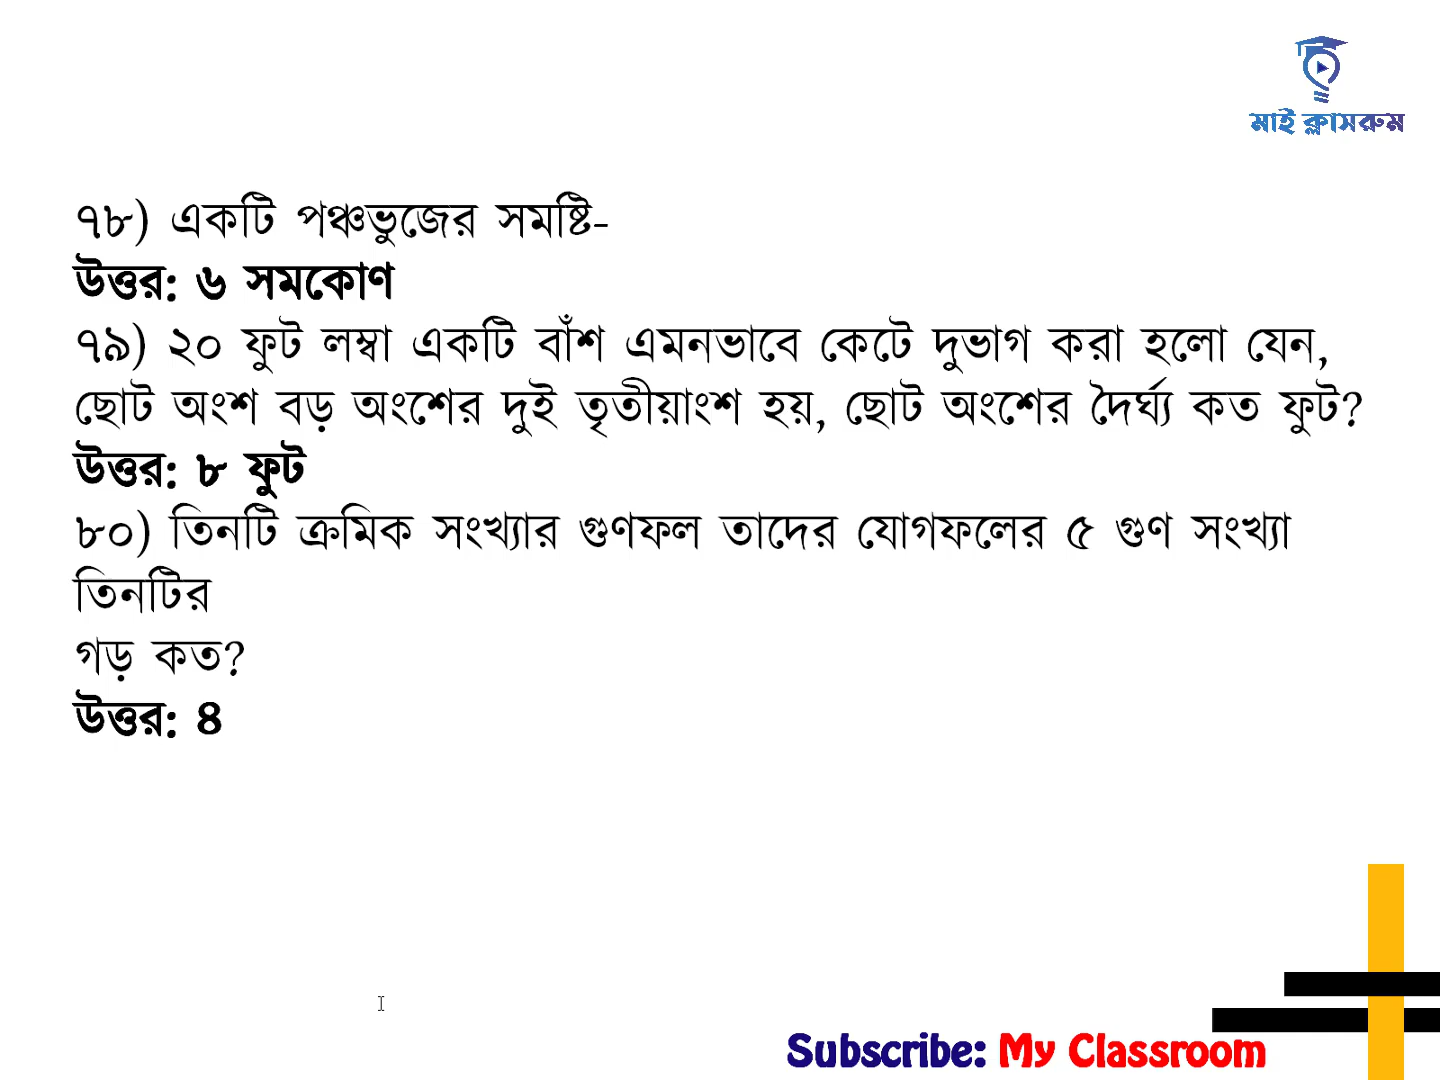 মাই ক্লাসরুম
৭৮) একটি পঞ্চভুজের সমষ্টি-
উত্তর: ৬ সমকোণ
৭৯) ২০ ফুট লম্বা একটি বাঁশ এমনভাবে কেটে দুভাগ করা হলো যেন,
ছোট অংশ বড় অংশের দুই তৃতীয়াংশ হয়, ছোট অংশের দৈর্ঘ্য কত ফুট?
উত্তর: ৮ ফুট
৮০) তিনটি ক্রমিক সংখ্যার গুণফল তাদের যোগফলের ৫ গুণ সংখ্যা
তিনটির
গড় কত?
উত্তর: ৪
Subscribe: My Classroom